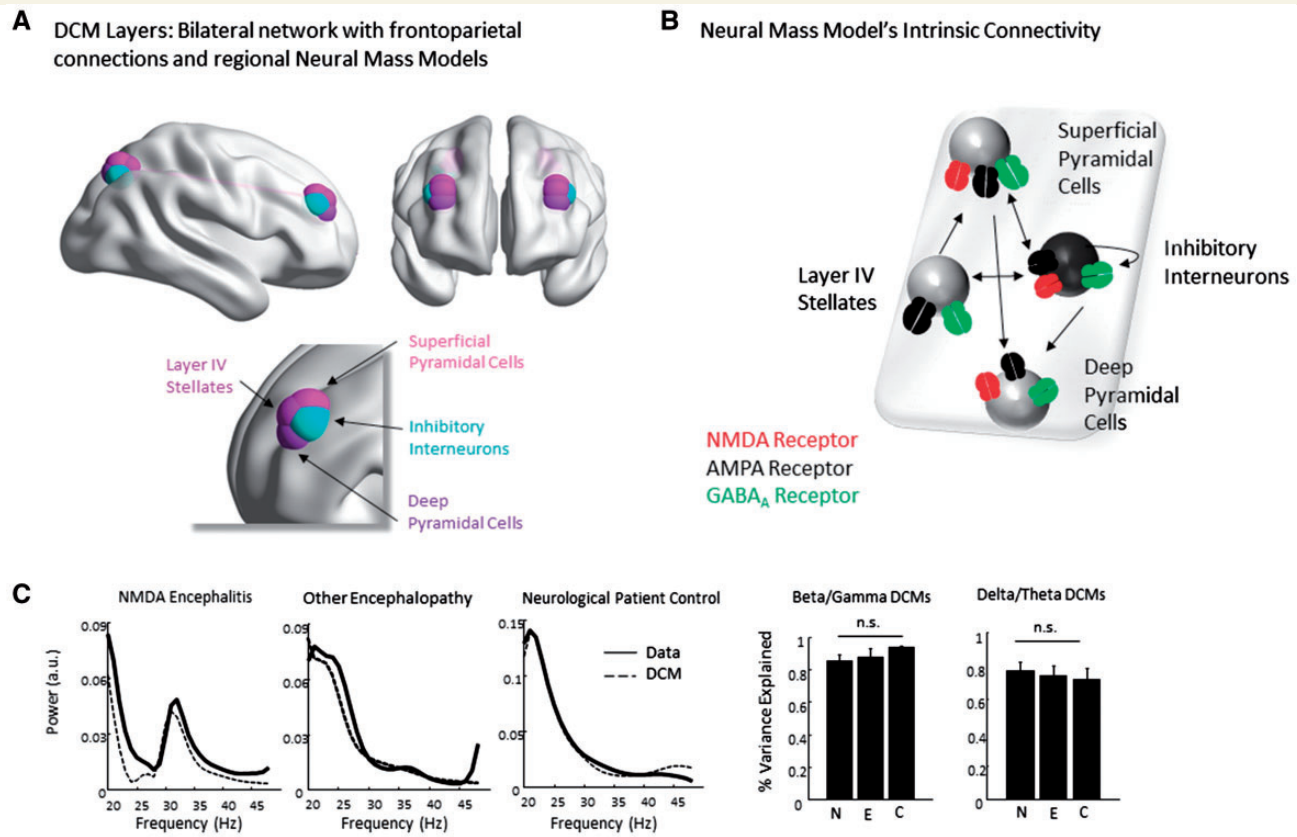 A
DCM Layers: Bilateral network with frontoparietal
connections and regional Neural Mass Models
Layer IV
Stellates
Superficial
Pyramidal Cells
Inhibitory
Interneurons
Deep
Pyramidal Cells
B
Neural Mass Model's Intrinsic Connectivity
Superficial
Pyramidal
Cells
Layer IV
Stellates
Inhibitory
Interneurons
Deep
Pyramidal
Cells
NMDA Receptor
AMPA Receptor
GABAA Receptor
C
NMDA Encephalitis
Power (a.u.)
0.09
0.06
0.03
0
20 25 30 35 40 45
Frequency (Hz)
Other Encephalopathy
0.09
0.06
0.03
0
20 25 30 35 40 45
Frequency (Hz)
Neurological Patient Control
0.15
0.1
0.05
0
Data
DCM
20 25 30 35 40 45
Frequency (Hz)
Beta/Gamma DCMs
n.s.
% Variance Explained
1
0.8
0.6
0.4
0.2
0
N E C
Delta/Theta DCMs
n.s.
1
0.8
0.6
0.4
0.2
0
N E C